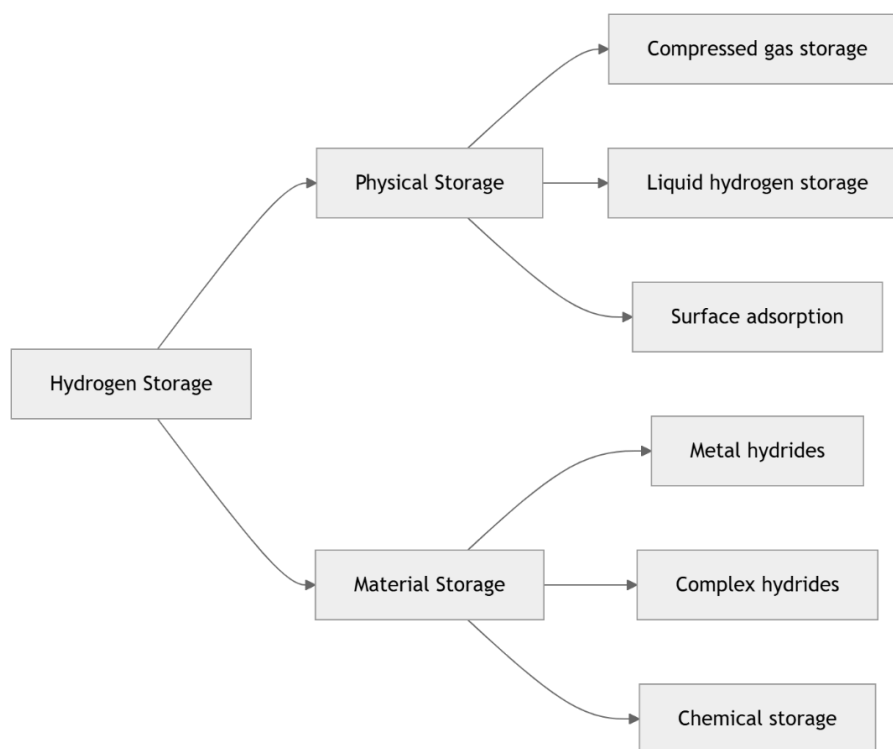 Compressed gas storage
Physical Storage
Liquid hydrogen storage
Surface adsorption
Hydrogen Storage
Metal hydrides
Material Storage
Complex hydrides
Chemical storage